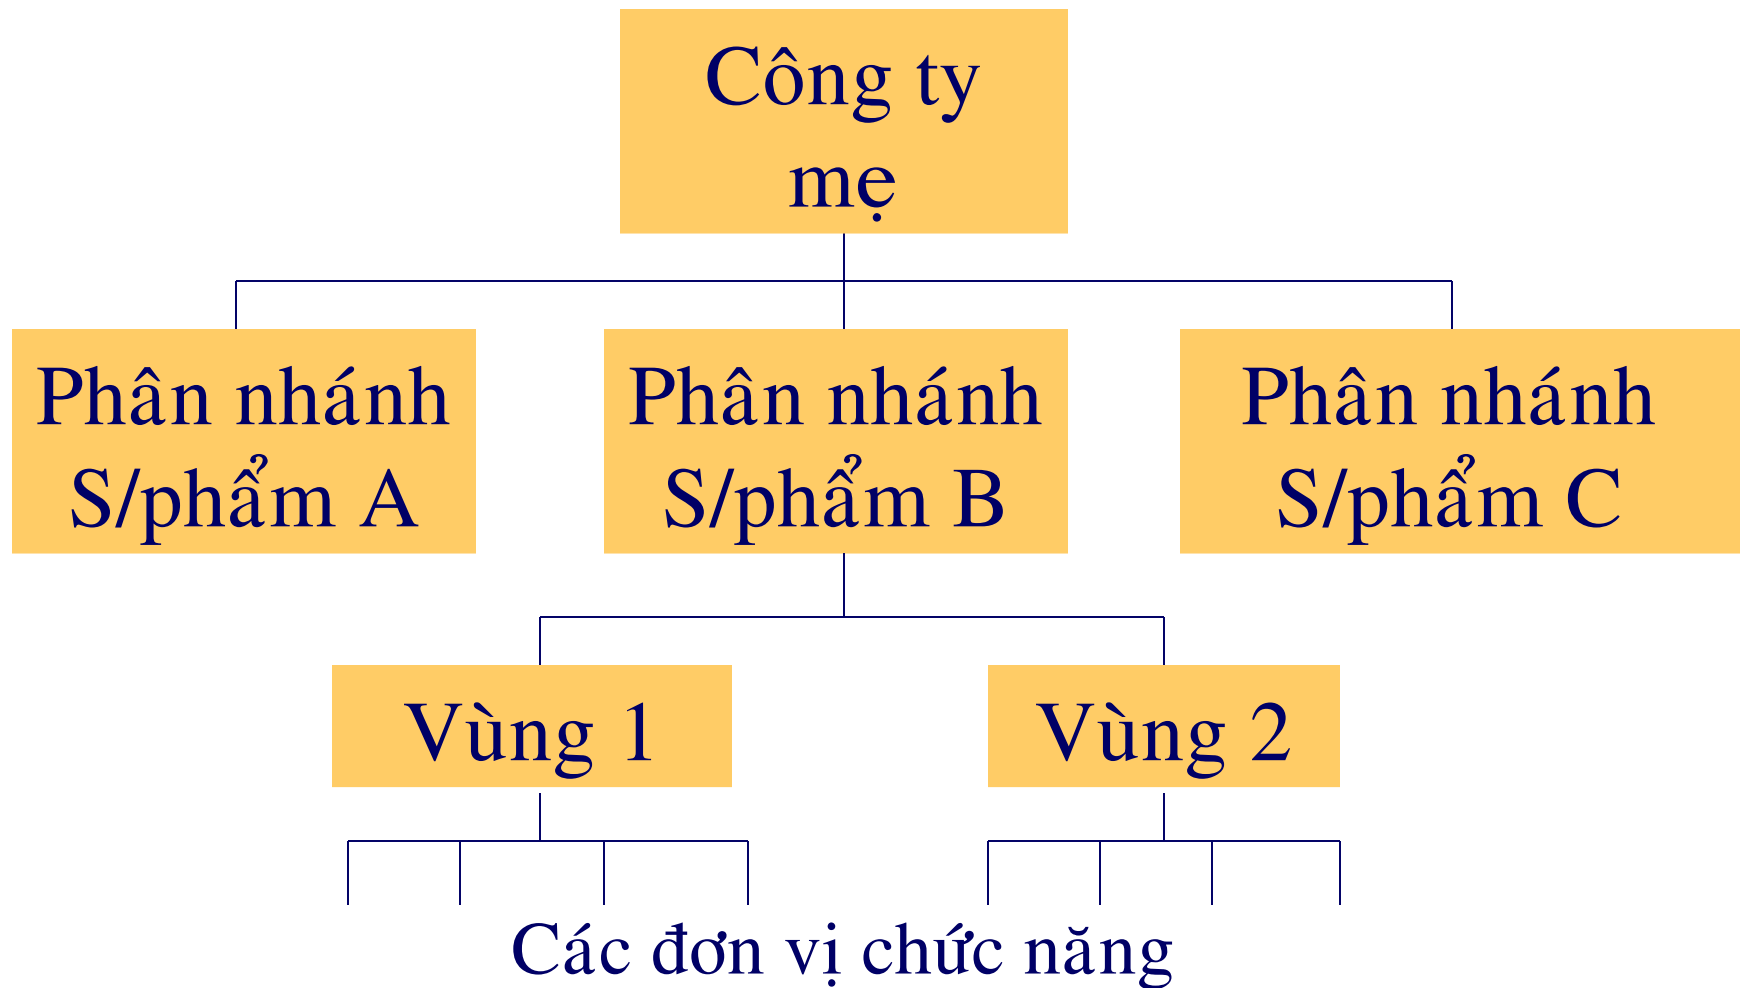 Công ty
mẹ
Phân nhánh
S/phẩm A
Phân nhánh
S/phẩm B
Phân nhánh
S/phẩm C
Vùng 1
Vùng 2
Các đơn vị chức năng